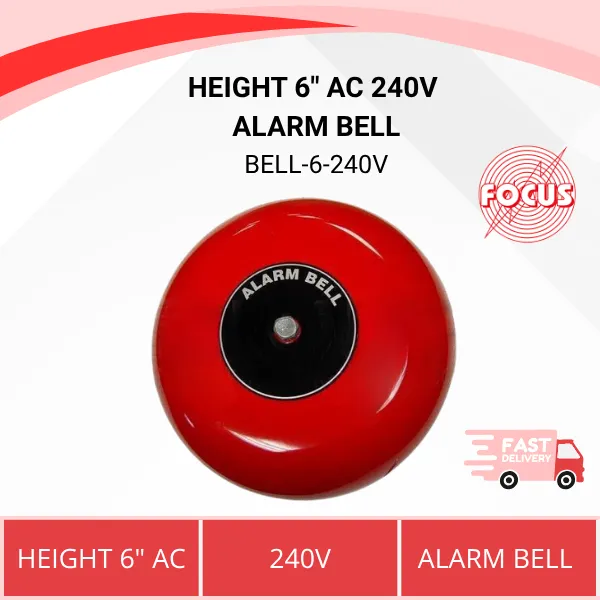 HEIGHT 6" AC 240V
ALARM BELL
BELL-6-240V
FOCUS
ALARM BELL
FAST
DELIVERY
HEIGHT 6" AC
240V
ALARM BELL